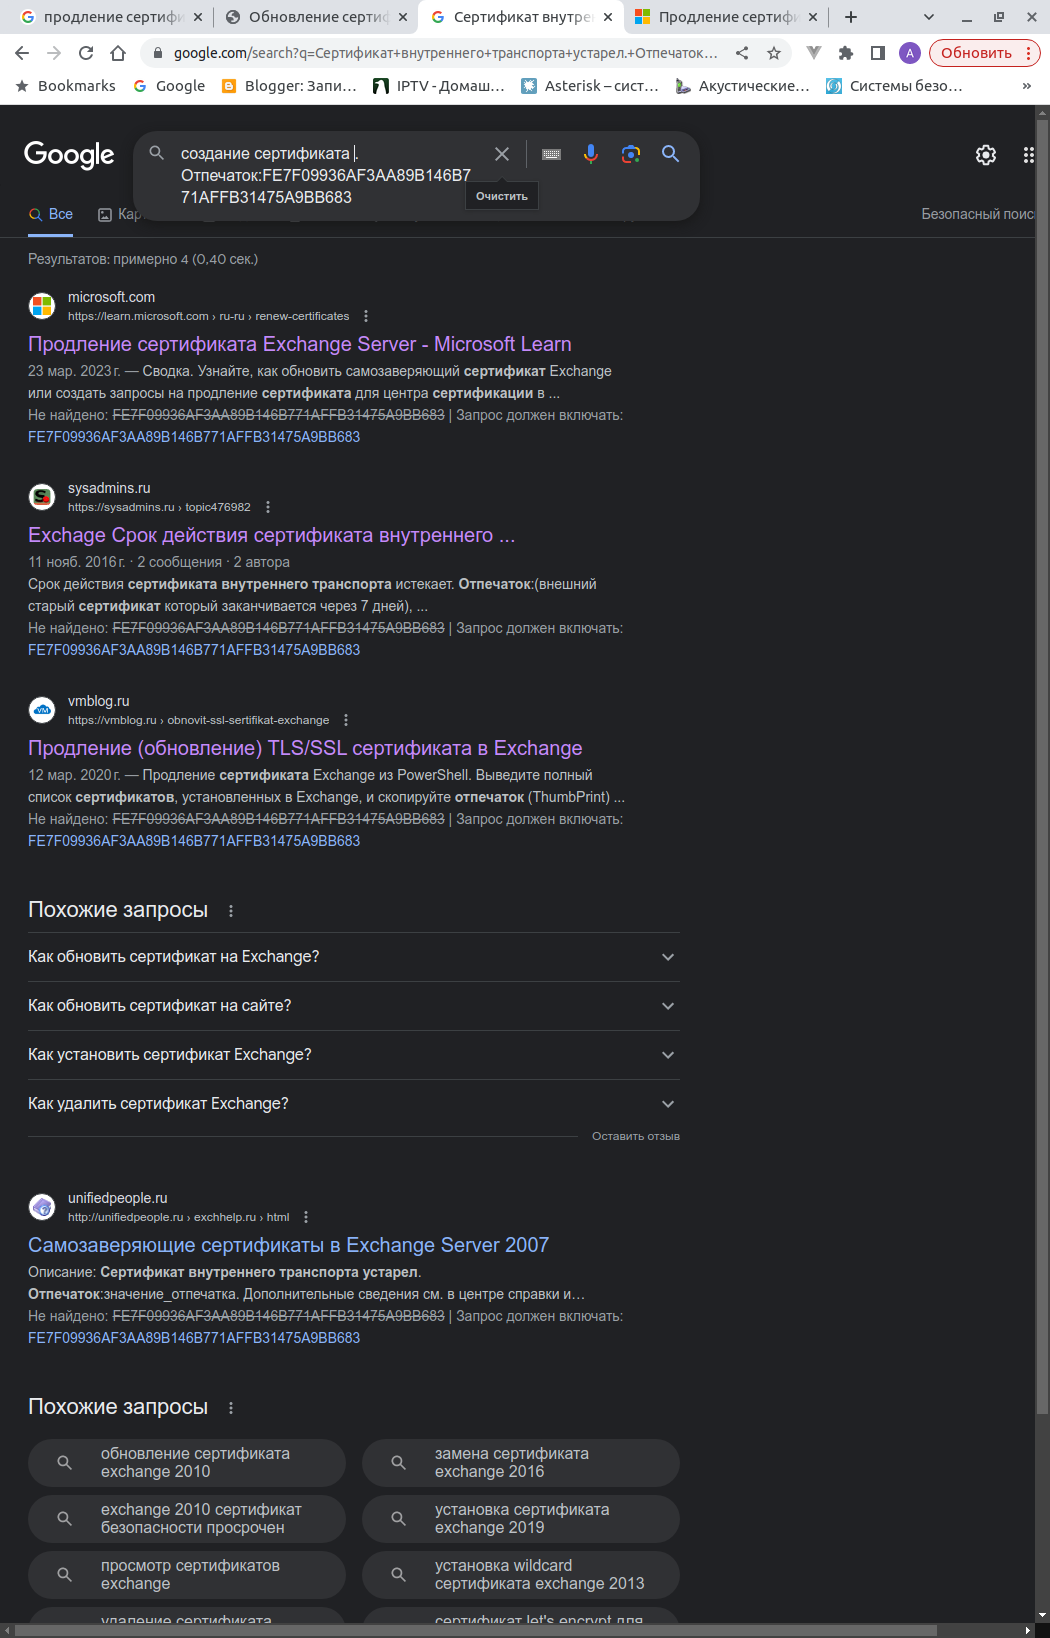 продление сертифи
Обновление сертиф
Сертификат внутре
Продление сертифи
google.com/search?q=Сертификат+внутреннего+транспорта+устарел.+Отпечаток...
A
Обновить
Bookmarks
Google
Blogger: Запи...
IPTV - Домаш...
Asterisk – сист...
Акустические...
Системы безо...
»
Google
создание сертификата .
Отпечаток:FE7F09936AF3AA89B146B7
71AFFB31475A9BB683
Очистить
Все
Кар
Безопасный поис
Результатов: примерно 4 (0,40 сек.)
microsoft.com
https://learn.microsoft.com › ru-ru › renew-certificates
Продление сертификата Exchange Server - Microsoft Learn
23 мар. 2023 г. — Сводка. Узнайте, как обновить самозаверяющий сертификат Exchange
или создать запросы на продление сертификата для центра сертификации в ...
Не найдено: FE7F09936AF3AA89B146B771AFFB31475A9BB683 | Запрос должен включать:
FE7F09936AF3AA89B146B771AFFB31475A9BB683
sysadmins.ru
https://sysadmins.ru › topic476982
Exchage Срок действия сертификата внутреннего ...
11 нояб. 2016 г. · 2 сообщения · 2 автора
Срок действия сертификата внутреннего транспорта истекает. Отпечаток:(внешний
старый сертификат который заканчивается через 7 дней), ...
Не найдено: FE7F09936AF3AA89B146B771AFFB31475A9BB683 | Запрос должен включать:
FE7F09936AF3AA89B146B771AFFB31475A9BB683
vmblog.ru
https://vmblog.ru › obnovit-ssl-sertifikat-exchange
Продление (обновление) TLS/SSL сертификата в Exchange
12 мар. 2020 г. — Продление сертификата Exchange из PowerShell. Выведите полный
список сертификатов, установленных в Exchange, и скопируйте отпечаток (ThumbPrint) ...
Не найдено: FE7F09936AF3AA89B146B771AFFB31475A9BB683 | Запрос должен включать:
FE7F09936AF3AA89B146B771AFFB31475A9BB683
Похожие запросы
Как обновить сертификат на Exchange?
Как обновить сертификат на сайте?
Как установить сертификат Exchange?
Как удалить сертификат Exchange?
Оставить отзыв
unifiedpeople.ru
http://unifiedpeople.ru › exchhelp.ru › html
Самозаверяющие сертификаты в Exchange Server 2007
Описание: Сертификат внутреннего транспорта устарел.
Отпечаток:значение_отпечатка. Дополнительные сведения см. в центре справки и...
Не найдено: FE7F09936AF3AA89B146B771AFFB31475A9BB683 | Запрос должен включать:
FE7F09936AF3AA89B146B771AFFB31475A9BB683
Похожие запросы
обновление сертификата
exchange 2010
замена сертификата
exchange 2016
exchange 2010 сертификат
безопасности просрочен
установка сертификата
exchange 2019
просмотр сертификатов
exchange
установка wildcard
сертификата exchange 2013
удаление сертификата
сертификат let's encrypt для